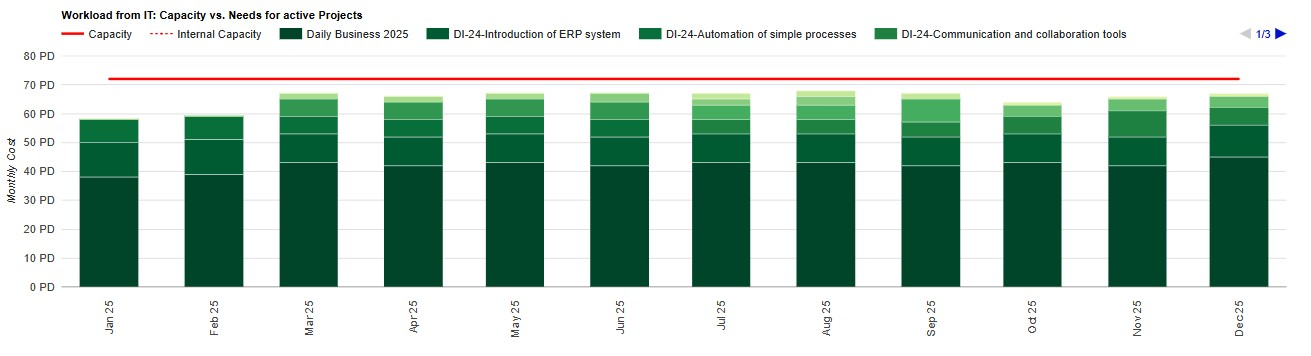 Workload from IT: Capacity vs. Needs for active Projects
Capacity Internal Capacity Daily Business 2025 DI-24-Introduction of ERP system DI-24-Automation of simple processes DI-24-Communication and collaboration tools 1/3
Monthly Cost
80 PD
70 PD
60 PD
50 PD
40 PD
30 PD
20 PD
10 PD
0 PD
Jan 25
Feb 25
Mar 25
Apr 25
May 25
Jun 25
Jul 25
Aug 25
Sep 25
Oct 25
Nov 25
Dec 25